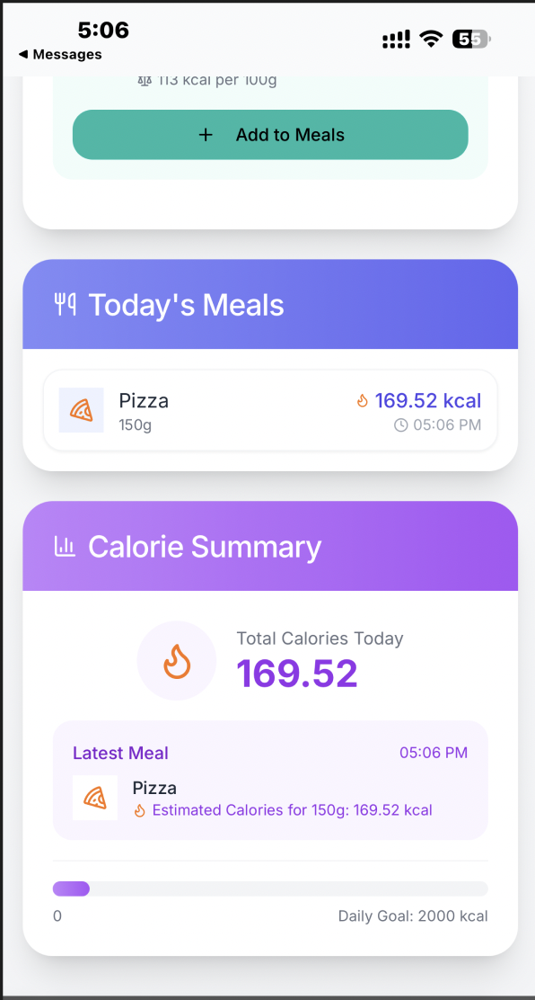 5:06
55
◀ Messages
113 kcal per 100g
+ Add to Meals
Today's Meals
Pizza
169.52 kcal
150g
05:06 PM
Calorie Summary
Total Calories Today
169.52
Latest Meal
05:06 PM
Pizza
Estimated Calories for 150g: 169.52 kcal
0
Daily Goal: 2000 kcal